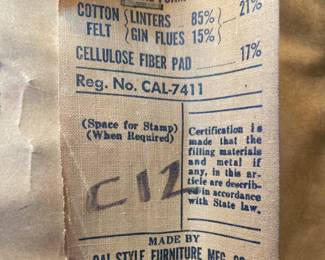 COTTON { LINTERS 85% } 21%
FELT { GIN FLUES 15% }
CELLULOSE FIBER PAD 17%
Reg. No. CAL-7411
(Space for Stamp)
(When Required)
C12
Certification is
made that the
filling materials
and metal if
any, in this ar-
ticle are describ-
ed in accordance
with State law.
MADE BY
CAL STYLE FURNITURE MFG. CO.